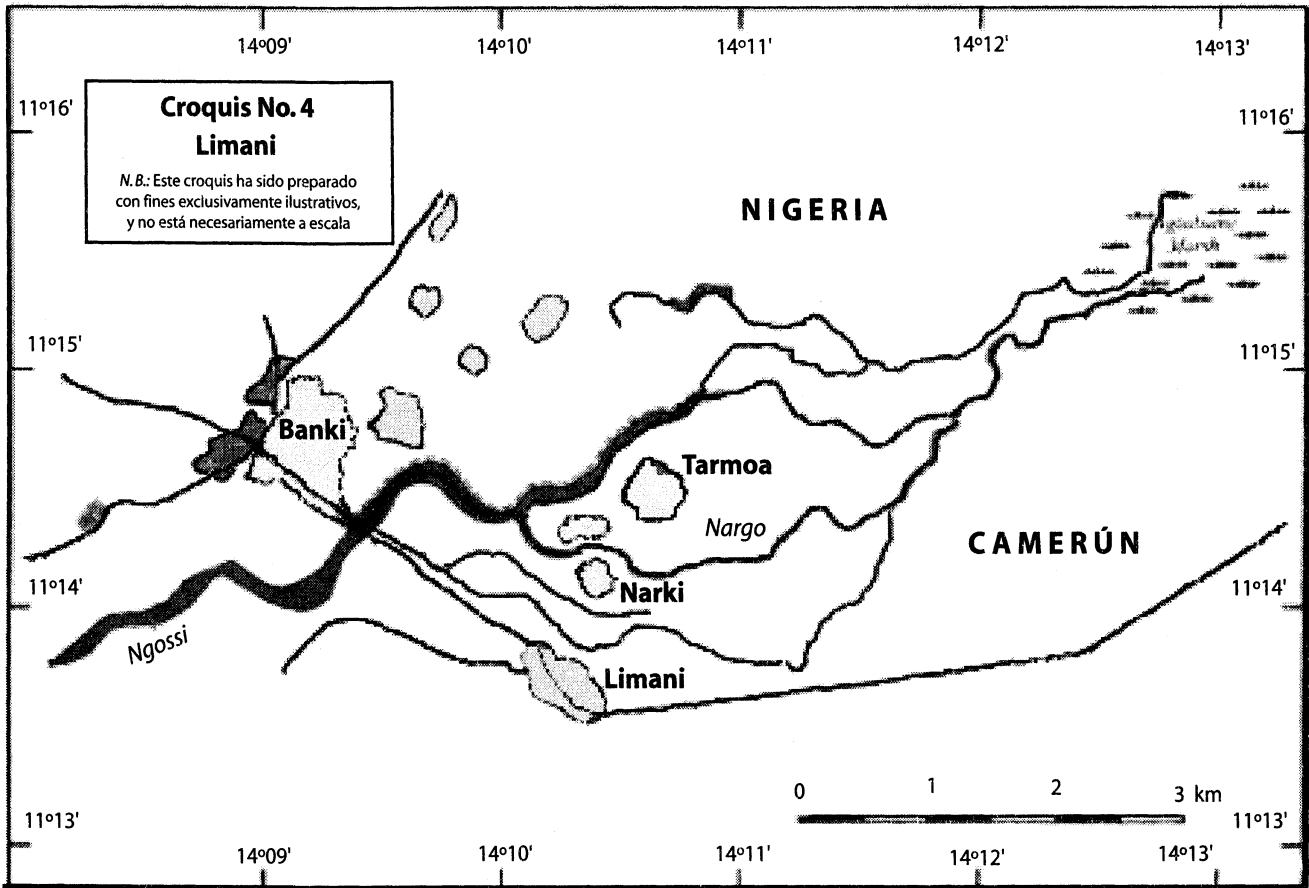 14º09' 14º10' 14º11' 14º12' 14º13'
Croquis No. 4
Limani
N.B.: Este croquis ha sido preparado
con fines exclusivamente ilustrativos,
y no está necesariamente a escala
11º16' 11º16'
NIGERIA
11º15' 11º15'
Banki
Tarmoa
Nargo
CAMERÚN
11º14' 11º14'
Narki
Ngossi
Limani
0 1 2 3 km
11º13' 11º13'
14º09' 14º10' 14º11' 14º12' 14º13'